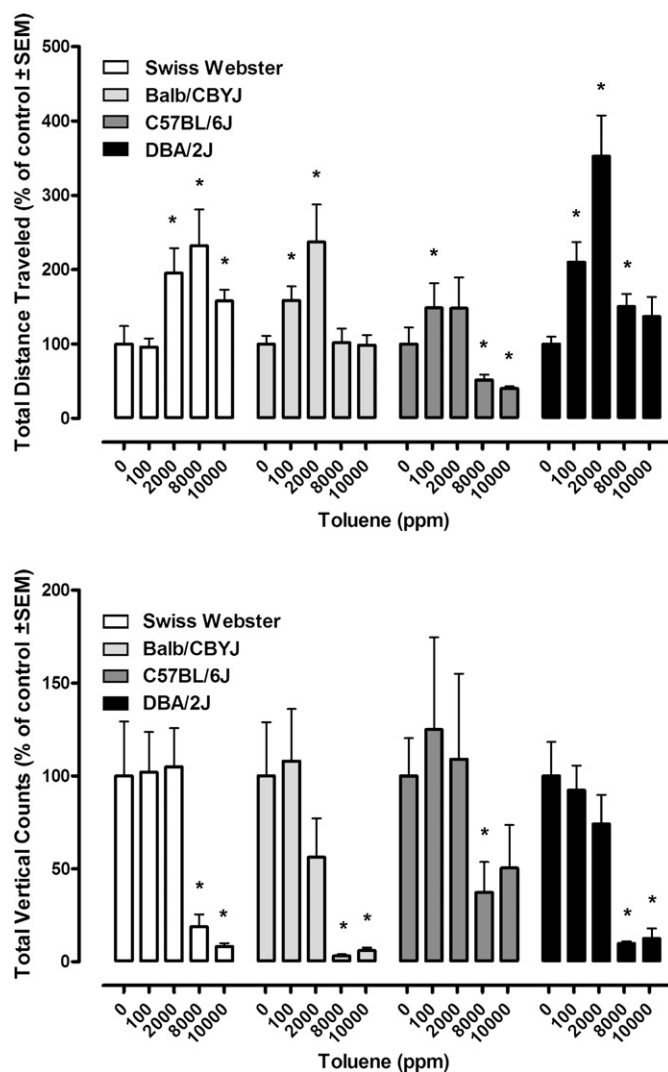 Total Distance Traveled (% of control ±SEM)
500
400
300
200
100
0
Swiss Webster
Balb/CBYJ
C57BL/6J
DBA/2J
* * * * * * * * * * *
0 100 2000 8000 10000 0 100 2000 8000 10000 0 100 2000 8000 10000 0 100 2000 8000 10000
Toluene (ppm)
Total Vertical Counts (% of control ±SEM)
200
150
100
50
0
Swiss Webster
Balb/CBYJ
C57BL/6J
DBA/2J
* * * * * * *
0 100 2000 8000 10000 0 100 2000 8000 10000 0 100 2000 8000 10000 0 100 2000 8000 10000
Toluene (ppm)